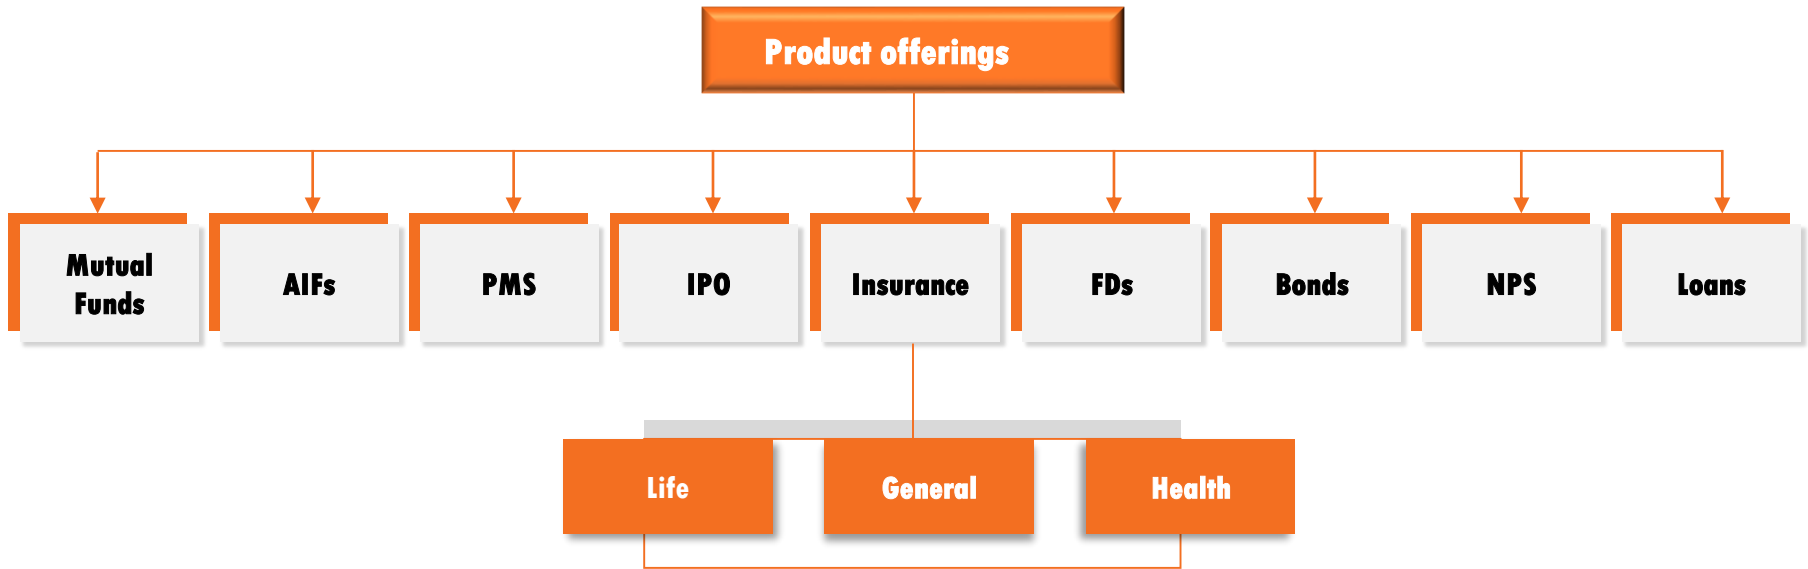 Product offerings
Mutual
Funds
AIFs
PMS
IPO
Insurance
FDs
Bonds
NPS
Loans
Life
General
Health